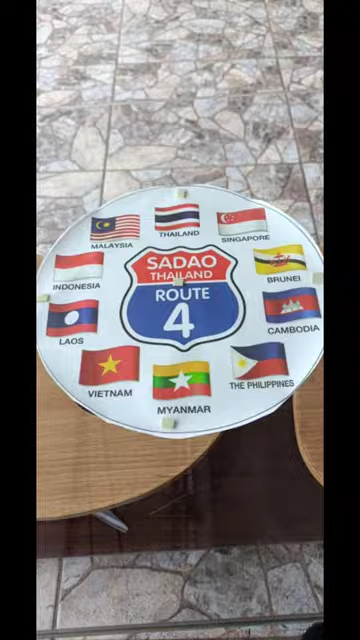 MALAYSIA
THAILAND
SINGAPORE
INDONESIA
SADAO
THAILAND
BRUNEI
ROUTE
4
LAOS
CAMBODIA
VIETNAM
MYANMAR
THE PHILIPPINES